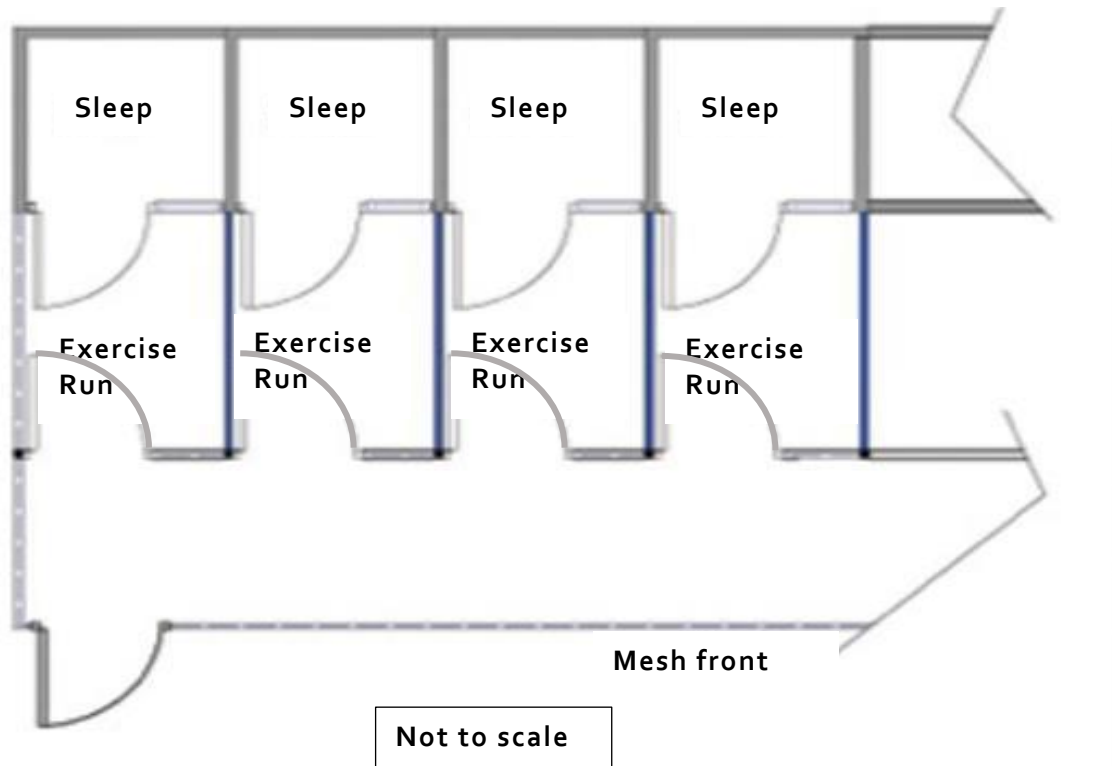 Sleep
Sleep
Sleep
Sleep
Exercise
Run
Exercise
Run
Exercise
Run
Exercise
Run
Mesh front
Not to scale